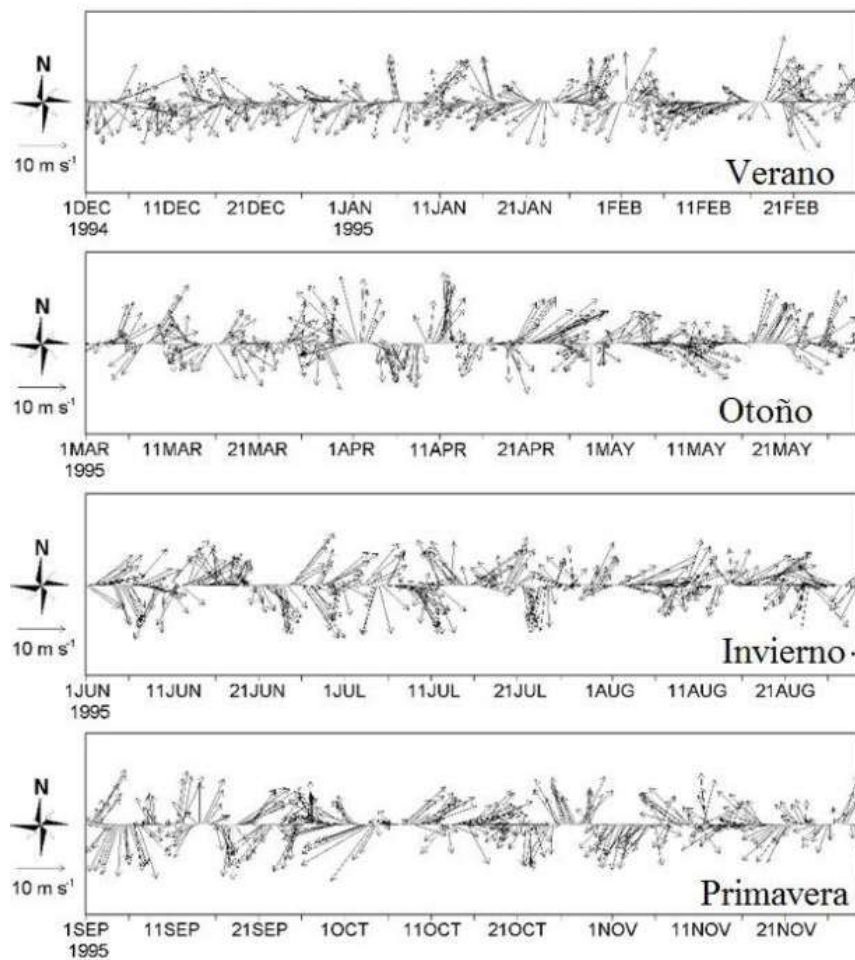 N
10 m s⁻¹
Verano
1DEC 11DEC 21DEC 1JAN 11JAN 21JAN 1FEB 11FEB 21FEB
1994 1995
N
10 m s⁻¹
Otoño
1MAR 11MAR 21MAR 1APR 11APR 21APR 1MAY 11MAY 21MAY
1995
N
10 m s⁻¹
Invierno
1JUN 11JUN 21JUN 1JUL 11JUL 21JUL 1AUG 11AUG 21AUG
1995
N
10 m s⁻¹
Primavera
1SEP 11SEP 21SEP 1OCT 11OCT 21OCT 1NOV 11NOV 21NOV
1995